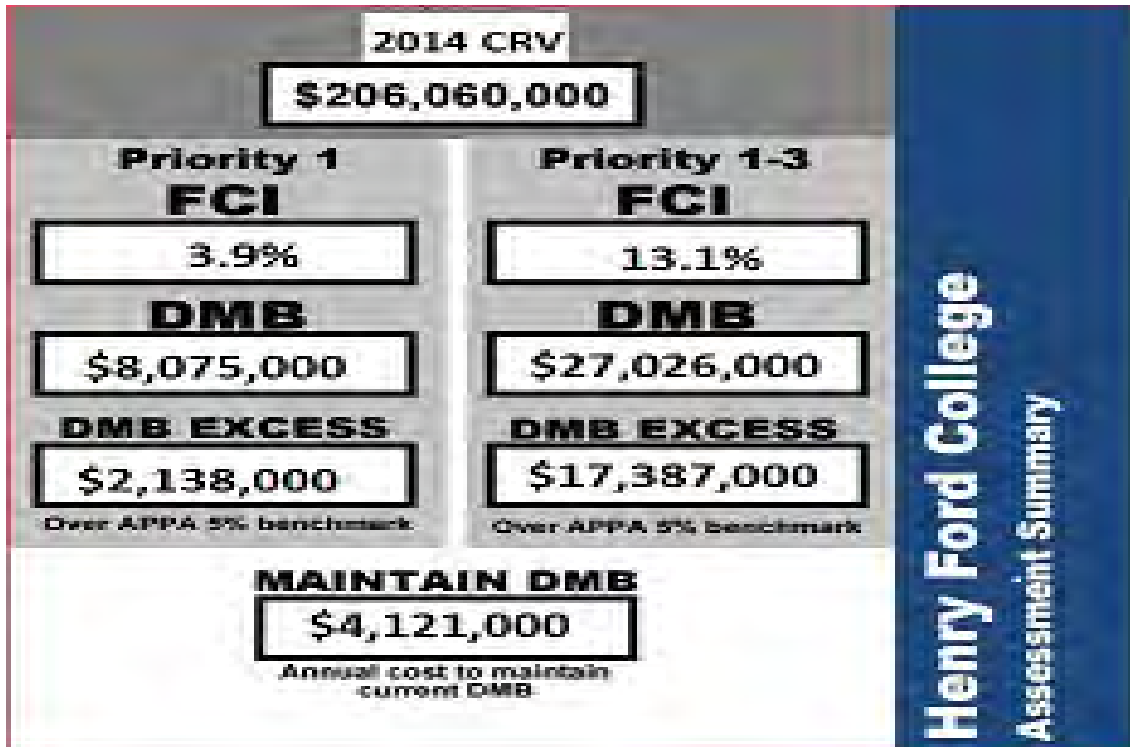 2014 CRV
$206,060,000
Priority 1
FCI
3.9%
DMB
$8,075,000
DMB EXCESS
$2,138,000
Over APPA 5% benchmark
Priority 1-3
FCI
13.1%
DMB
$27,026,000
DMB EXCESS
$17,387,000
Over APPA 5% benchmark
MAINTAIN DMB
$4,121,000
Annual cost to maintain
current DMB
Henry Ford College
Assessment Summary